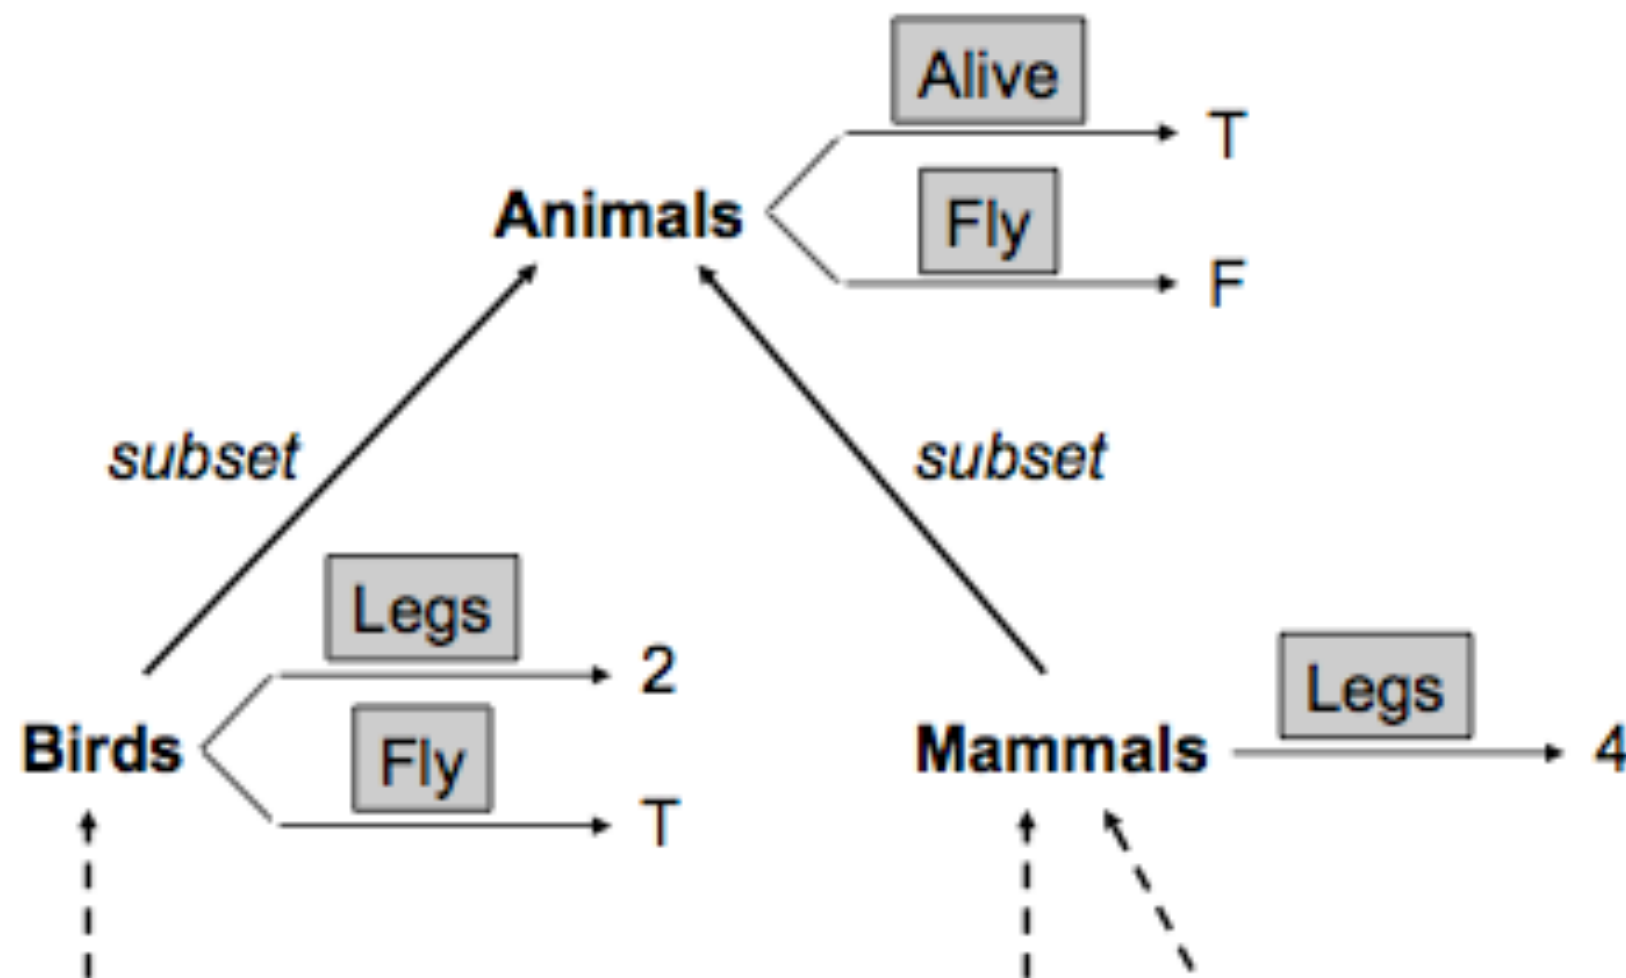 Alive
T
Animals
Fly
F
subset
subset
Legs
2
Legs
Birds
Fly
T
Mammals
4